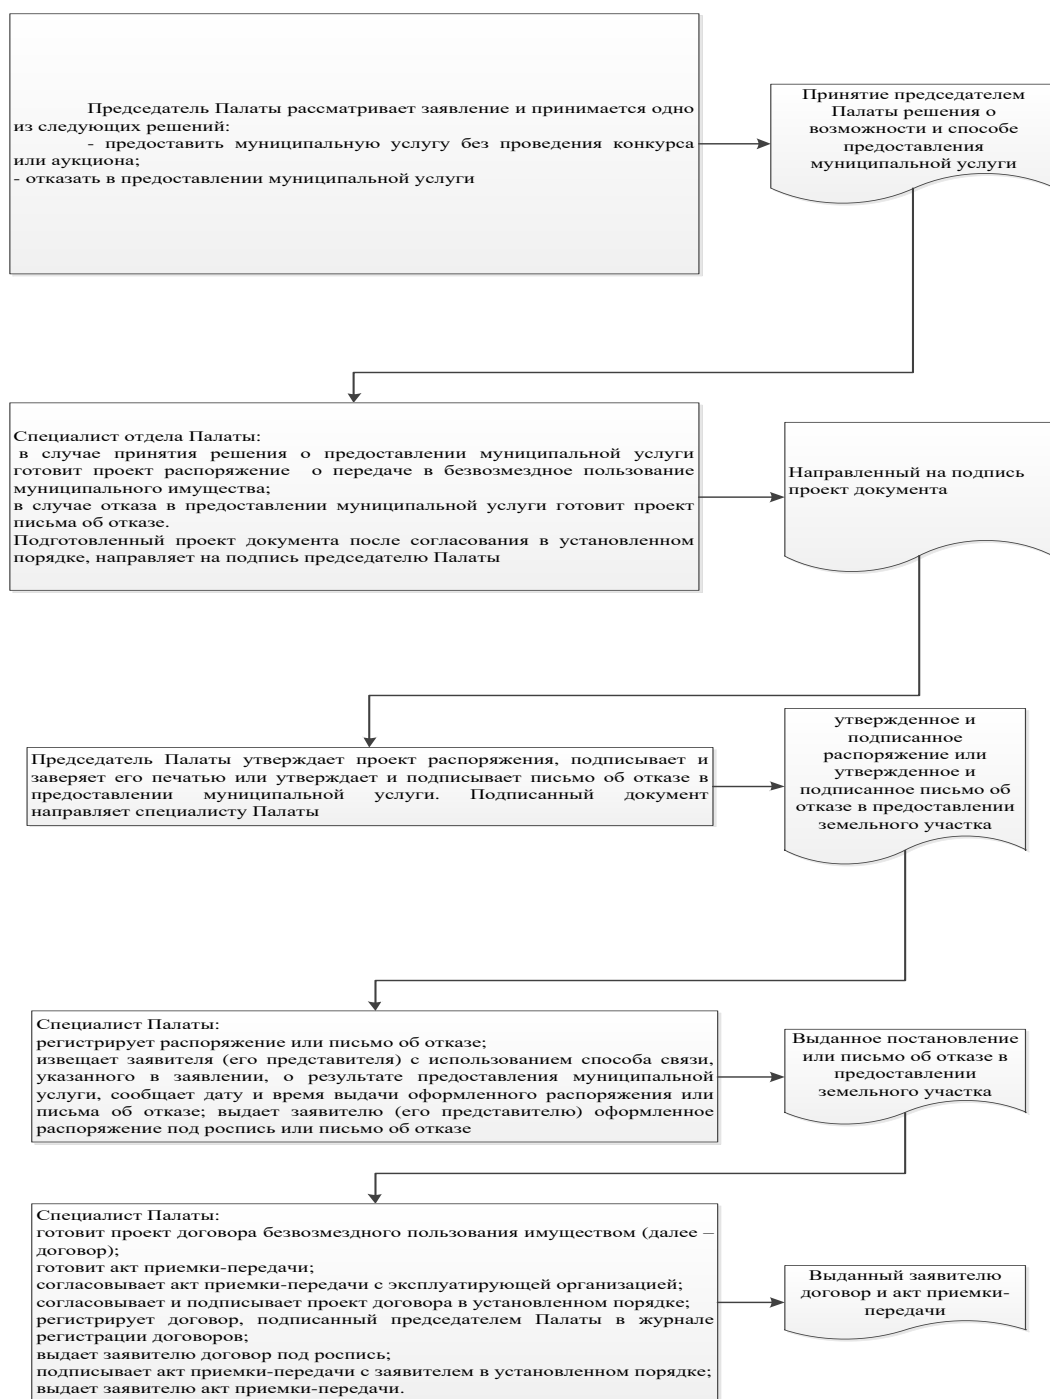 Председатель Палаты рассматривает заявление и принимается одно
из следующих решений:
- предоставить муниципальную услугу без проведения конкурса
или аукциона;
- отказать в предоставлении муниципальной услуги
Принятие председателем
Палаты решения о
возможности и способе
предоставления
муниципальной услуги
Специалист отдела Палаты:
в случае принятия решения о предоставлении муниципальной услуги
готовит проект распоряжение о передаче в безвозмездное пользование
муниципального имущества;
в случае отказа в предоставлении муниципальной услуги готовит проект
письма об отказе.
Подготовленный проект документа после согласования в установленном
порядке, направляет на подпись председателю Палаты
Направленный на подпись
проект документа
Председатель Палаты утверждает проект распоряжения, подписывает и
заверяет его печатью или утверждает и подписывает письмо об отказе в
предоставлении муниципальной услуги. Подписанный документ
направляет специалисту Палаты
утвержденное и
подписанное
распоряжение или
утвержденное и
подписанное письмо об
отказе в предоставлении
земельного участка
Специалист Палаты:
регистрирует распоряжение или письмо об отказе;
извещает заявителя (его представителя) с использованием способа связи,
указанного в заявлении, о результате предоставления муниципальной
услуги, сообщает дату и время выдачи оформленного распоряжения или
письма об отказе; выдает заявителю (его представителю) оформленное
распоряжение под роспись или письмо об отказе
Выданное постановление
или письмо об отказе в
предоставлении
земельного участка
Специалист Палаты:
готовит проект договора безвозмездного пользования имуществом (далее –
договор);
готовит акт приемки-передачи;
согласовывает акт приемки-передачи с эксплуатирующей организацией;
согласовывает и подписывает проект договора в установленном порядке;
регистрирует договор, подписанный председателем Палаты в журнале
регистрации договоров;
выдает заявителю договор под роспись;
подписывает акт приемки-передачи с заявителем в установленном порядке;
выдает заявителю акт приемки-передачи.
Выданный заявителю
договор и акт приемки-
передачи